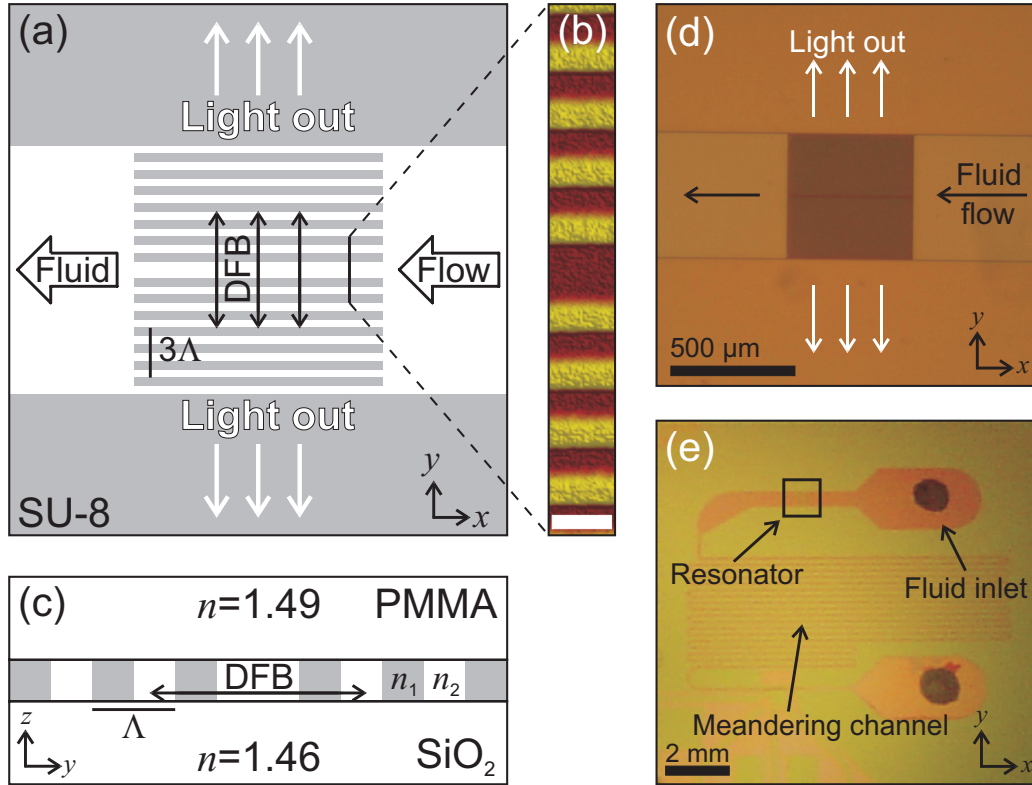 (a)
Light out
Fluid
DFB
Flow
3Λ
Light out
SU-8
y
x
(b)
(c)
n=1.49
PMMA
DFB
n₁
n₂
Λ
z
y
n=1.46
SiO₂
(d)
Light out
Fluid
flow
500 μm
y
x
(e)
Resonator
Fluid inlet
Meandering channel
2 mm
y
x